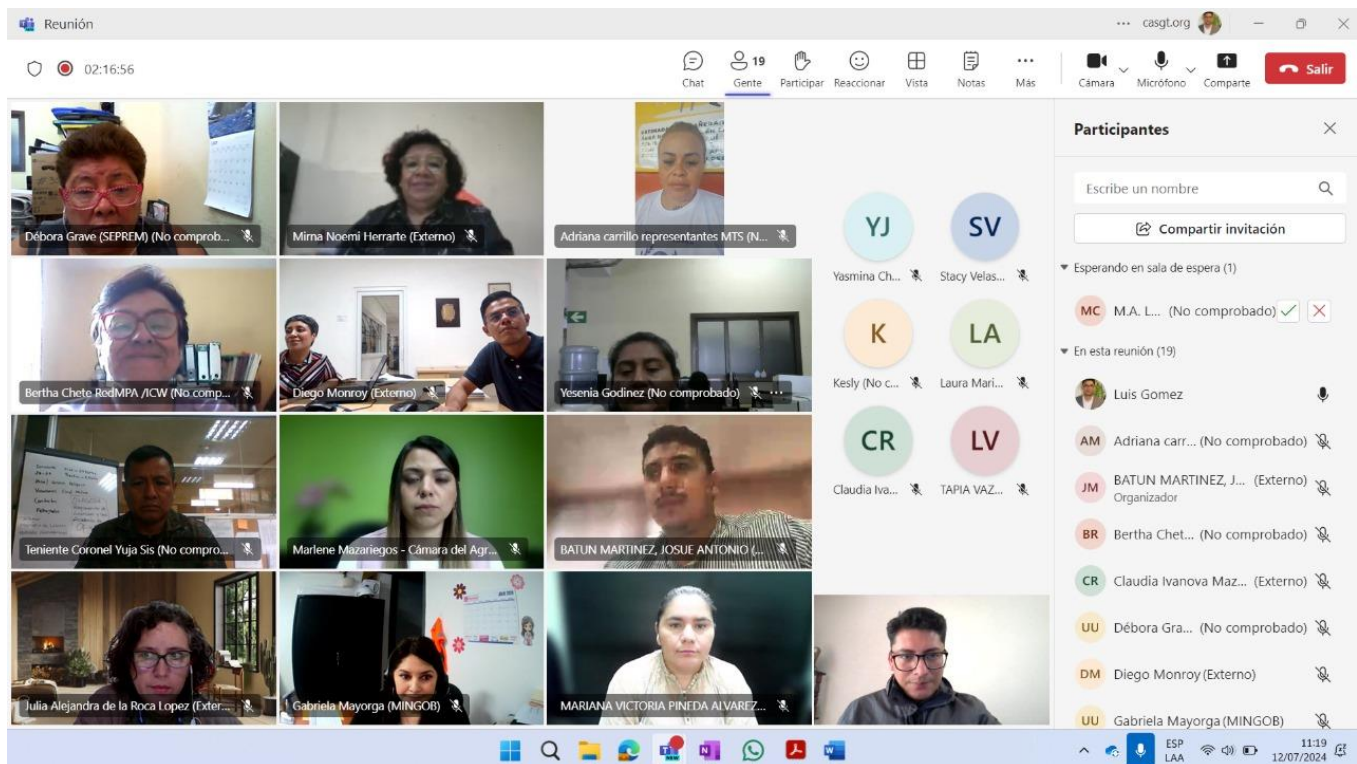 Reunión
casgt.org
02:16:56
Chat
19
Gente
Participar
Reaccionar
Vista
Notas
Más
Cámara
Micrófono
Comparte
Salir
Débora Grave (SEPREM) (No comprob...
Mirna Noemí Herrarte (Externo)
Adriana carrillo representantes MTS (N...
Bertha Chete RedMPA /ICW (No comp...
Diego Monroy (Externo)
Yesenia Godinez (No comprobado)
Teniente Coronel Yuja Sis (No compro...
Marlene Mazariegos - Cámara del Agr...
BATUN MARTINEZ, JOSUE ANTONIO (...
Julia Alejandra de la Roca Lopez (Exter...
Gabriela Mayorga (MINGOB)
MARIANA VICTORIA PINEDA ALVAREZ...
YJ
Yasmina Ch...
SV
Stacy Velas...
K
Kesly (No c...
LA
Laura Mari...
CR
Claudia Iva...
LV
TAPIA VAZ...
Participantes
Escribe un nombre
Compartir invitación
Esperando en sala de espera (1)
MC M.A. L... (No comprobado)
En esta reunión (19)
Luis Gomez
AM Adriana carr... (No comprobado)
JM BATUN MARTINEZ, J... (Externo)
Organizador
BR Bertha Chet... (No comprobado)
CR Claudia Ivanova Maz... (Externo)
UU Débora Gra... (No comprobado)
DM Diego Monroy (Externo)
UU Gabriela Mayorga (MINGOB)
ESP
LAA
11:19
12/07/2024